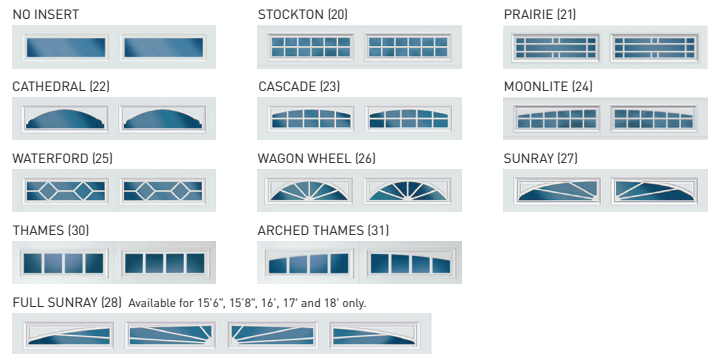 NO INSERT
STOCKTON (20)
PRAIRIE (21)
CATHEDRAL (22)
CASCADE (23)
MOONLITE (24)
WATERFORD (25)
WAGON WHEEL (26)
SUNRAY (27)
THAMES (30)
ARCHED THAMES (31)
FULL SUNRAY (28) Available for 15'6", 15'8", 16', 17' and 18' only.